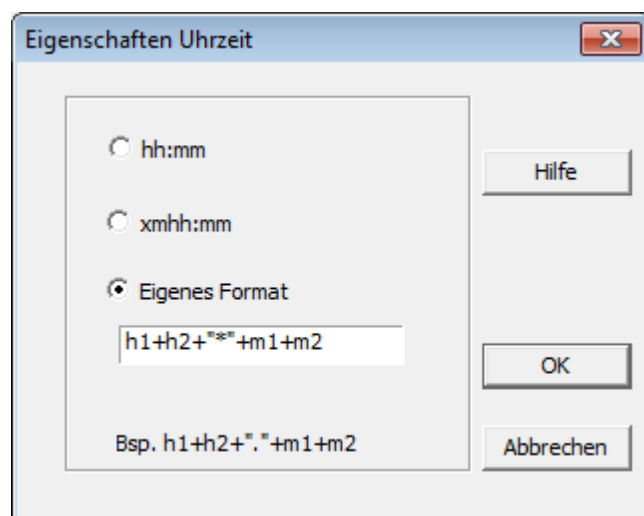 Eigenschaften Uhrzeit
hh:mm
Hilfe
xmhh:mm
Eigenes Format
h1+h2+"*"+m1+m2
OK
Bsp. h1+h2+"."+m1+m2
Abbrechen